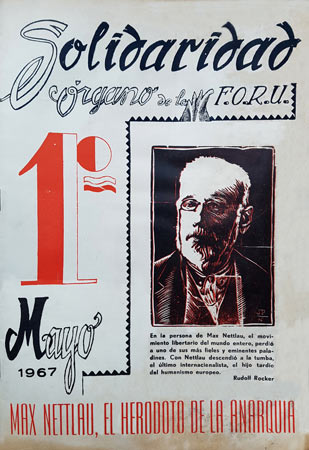 Solidaridad
órgano de la F.O.R.U.
1º
Mayo
1967
En la persona de Max Nettlau, el mo-
vimiento libertario del mundo entero, perdió
a uno de sus más fieles y eminentes pala-
dines. Con Nettlau descendió a la tumba,
el último internacionalista, el hijo tardío
del humanismo europeo.
Rudolf Rocker
MAX NETTLAU, EL HERODOTO DE LA ANARQUIA